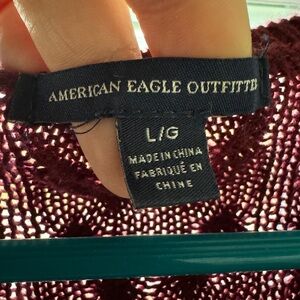 AMERICAN EAGLE OUTFITTE
L/G
MADE IN CHINA
FABRIQUÉ EN
CHINE